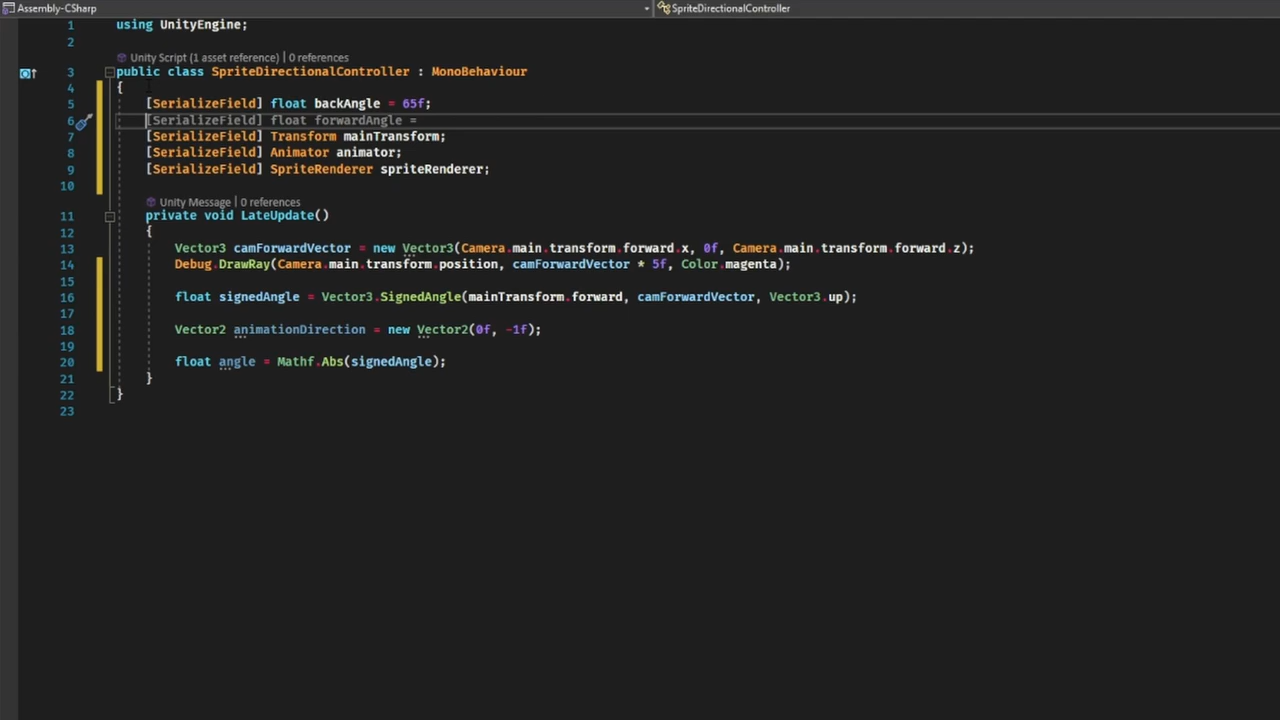 Assembly-CSharp SpriteDirectionalController
1 using UnityEngine;
2
Unity Script (1 asset reference) | 0 references
3 public class SpriteDirectionalController : MonoBehaviour
4 {
5 [SerializeField] float backAngle = 65f;
6 [SerializeField] float forwardAngle =
7 [SerializeField] Transform mainTransform;
8 [SerializeField] Animator animator;
9 [SerializeField] SpriteRenderer spriteRenderer;
10
Unity Message | 0 references
11 private void LateUpdate()
12 {
13 Vector3 camForwardVector = new Vector3(Camera.main.transform.forward.x, 0f, Camera.main.transform.forward.z);
14 Debug.DrawRay(Camera.main.transform.position, camForwardVector * 5f, Color.magenta);
15
16 float signedAngle = Vector3.SignedAngle(mainTransform.forward, camForwardVector, Vector3.up);
17
18 Vector2 animationDirection = new Vector2(0f, -1f);
19
20 float angle = Mathf.Abs(signedAngle);
21 }
22 }
23